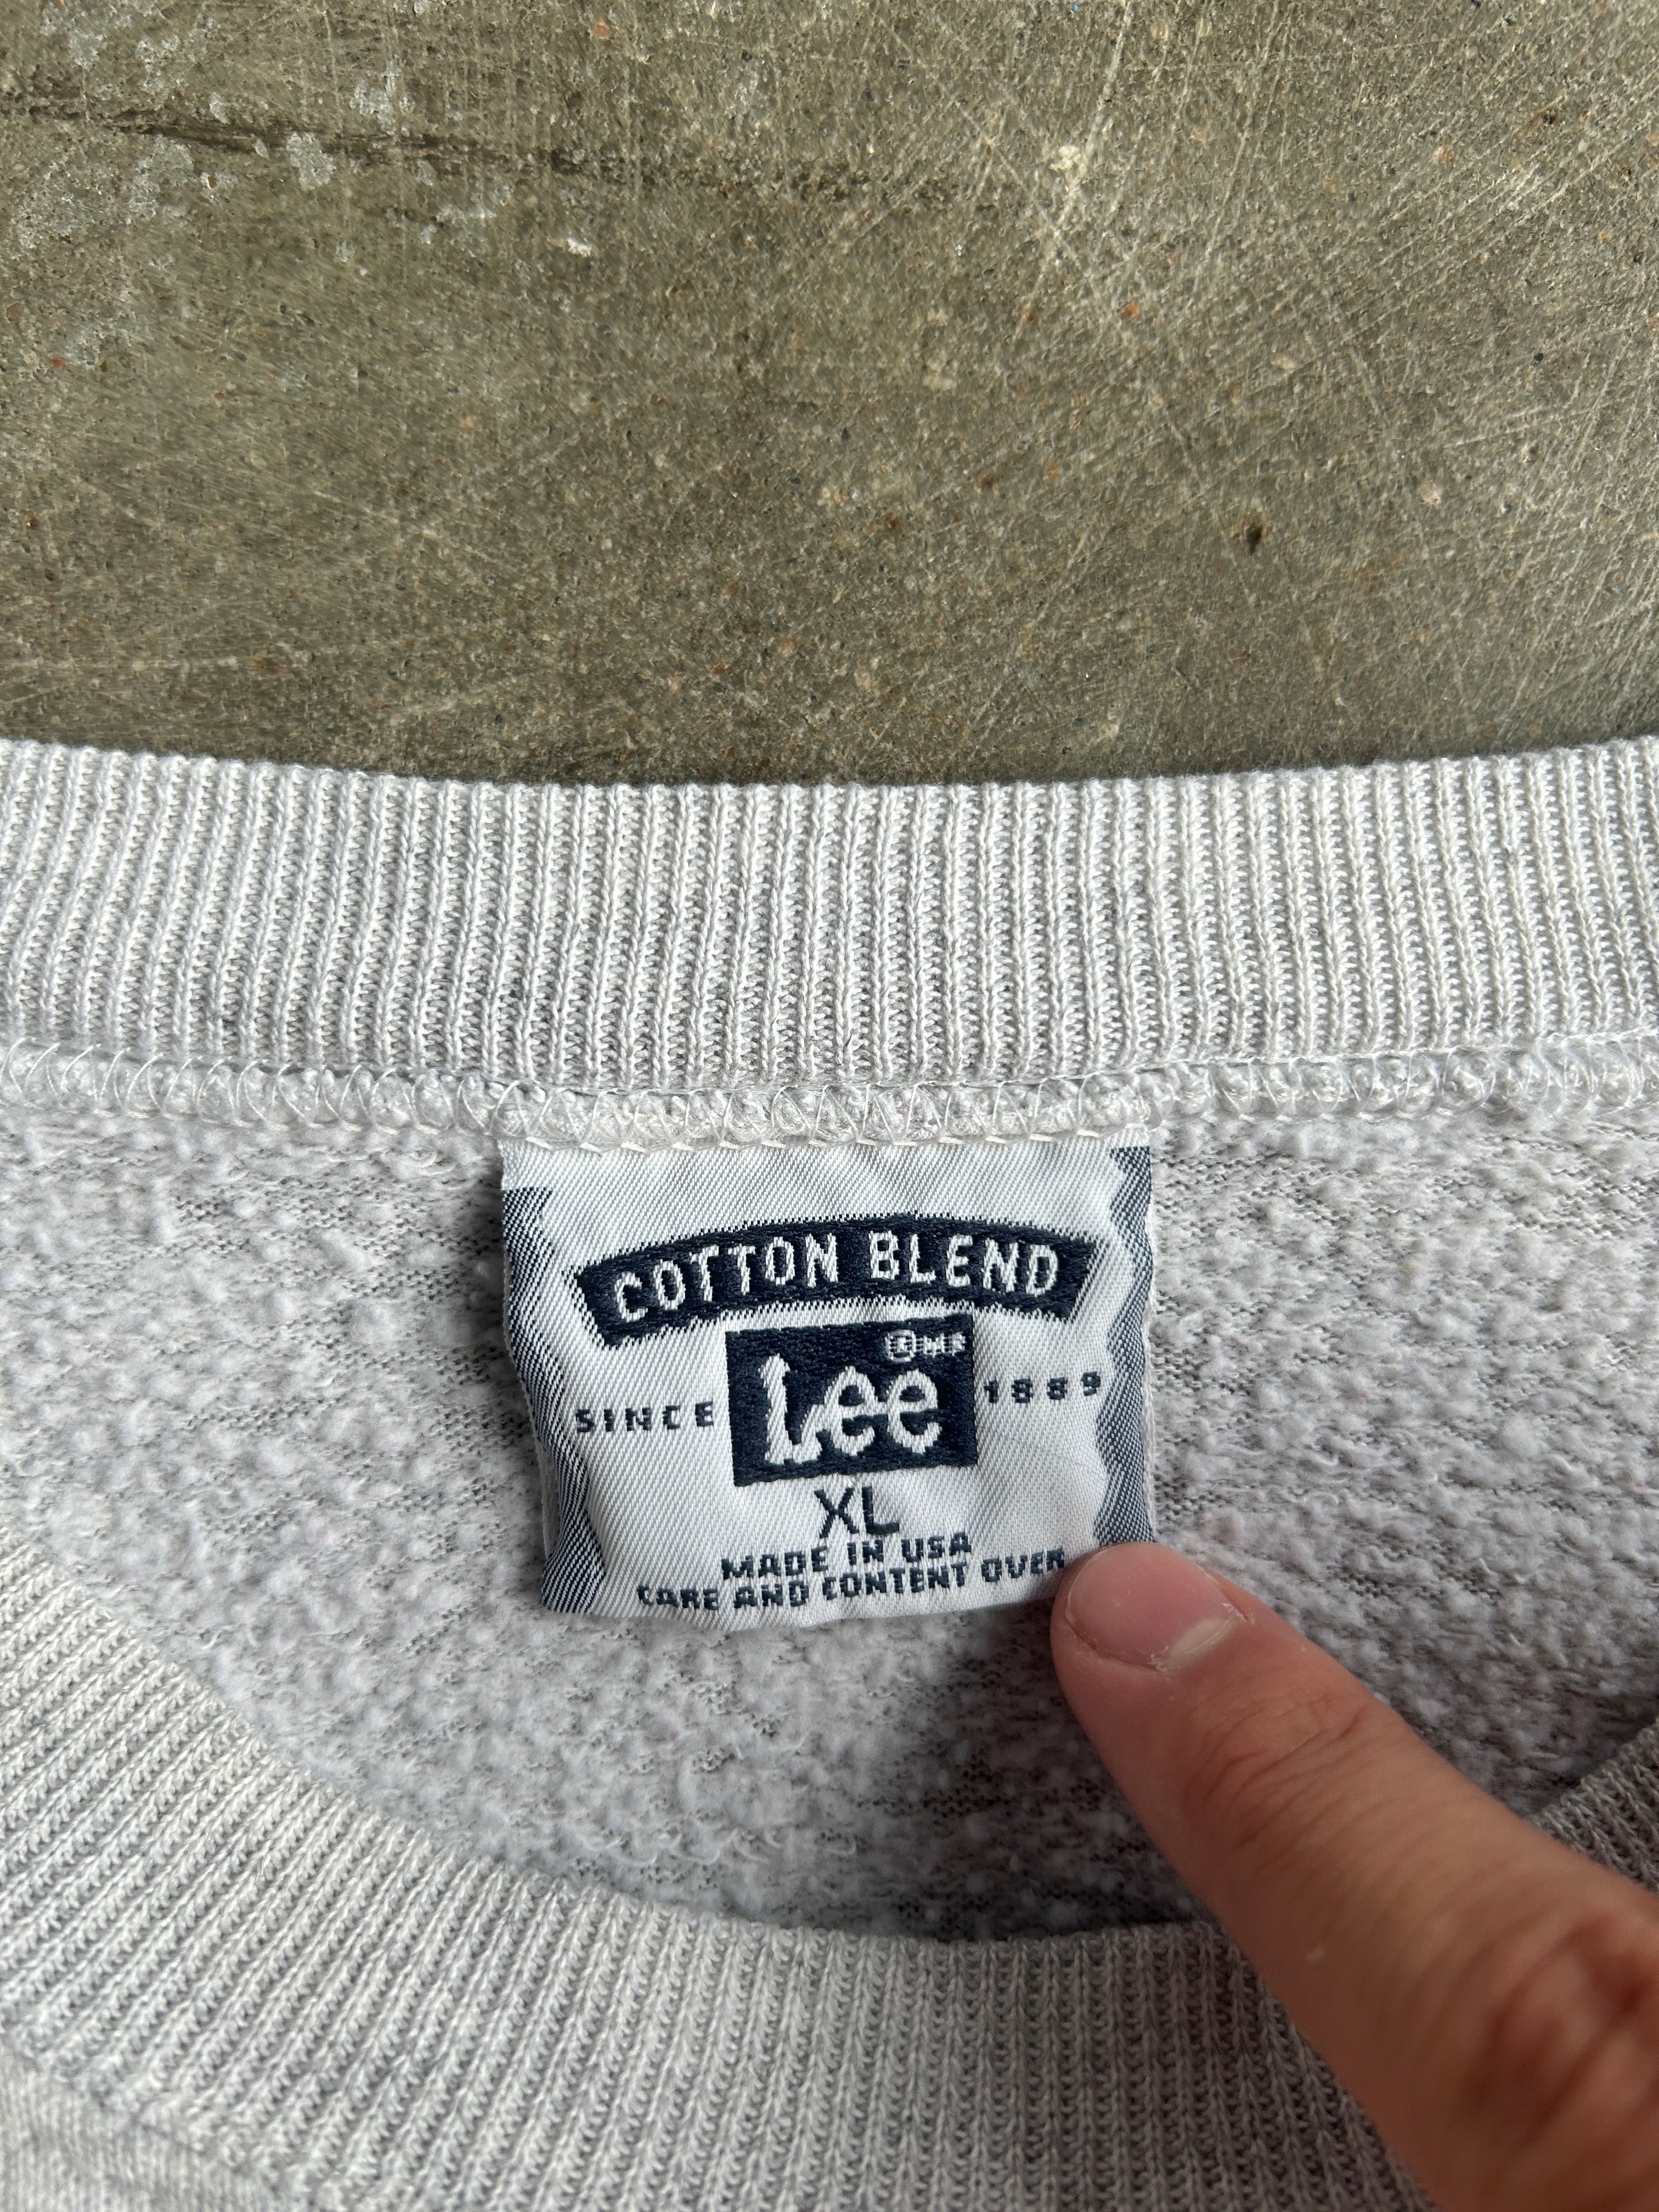 COTTON BLEND
Lee
SINCE 1889
XL
MADE IN USA
CARE AND CONTENT OVER